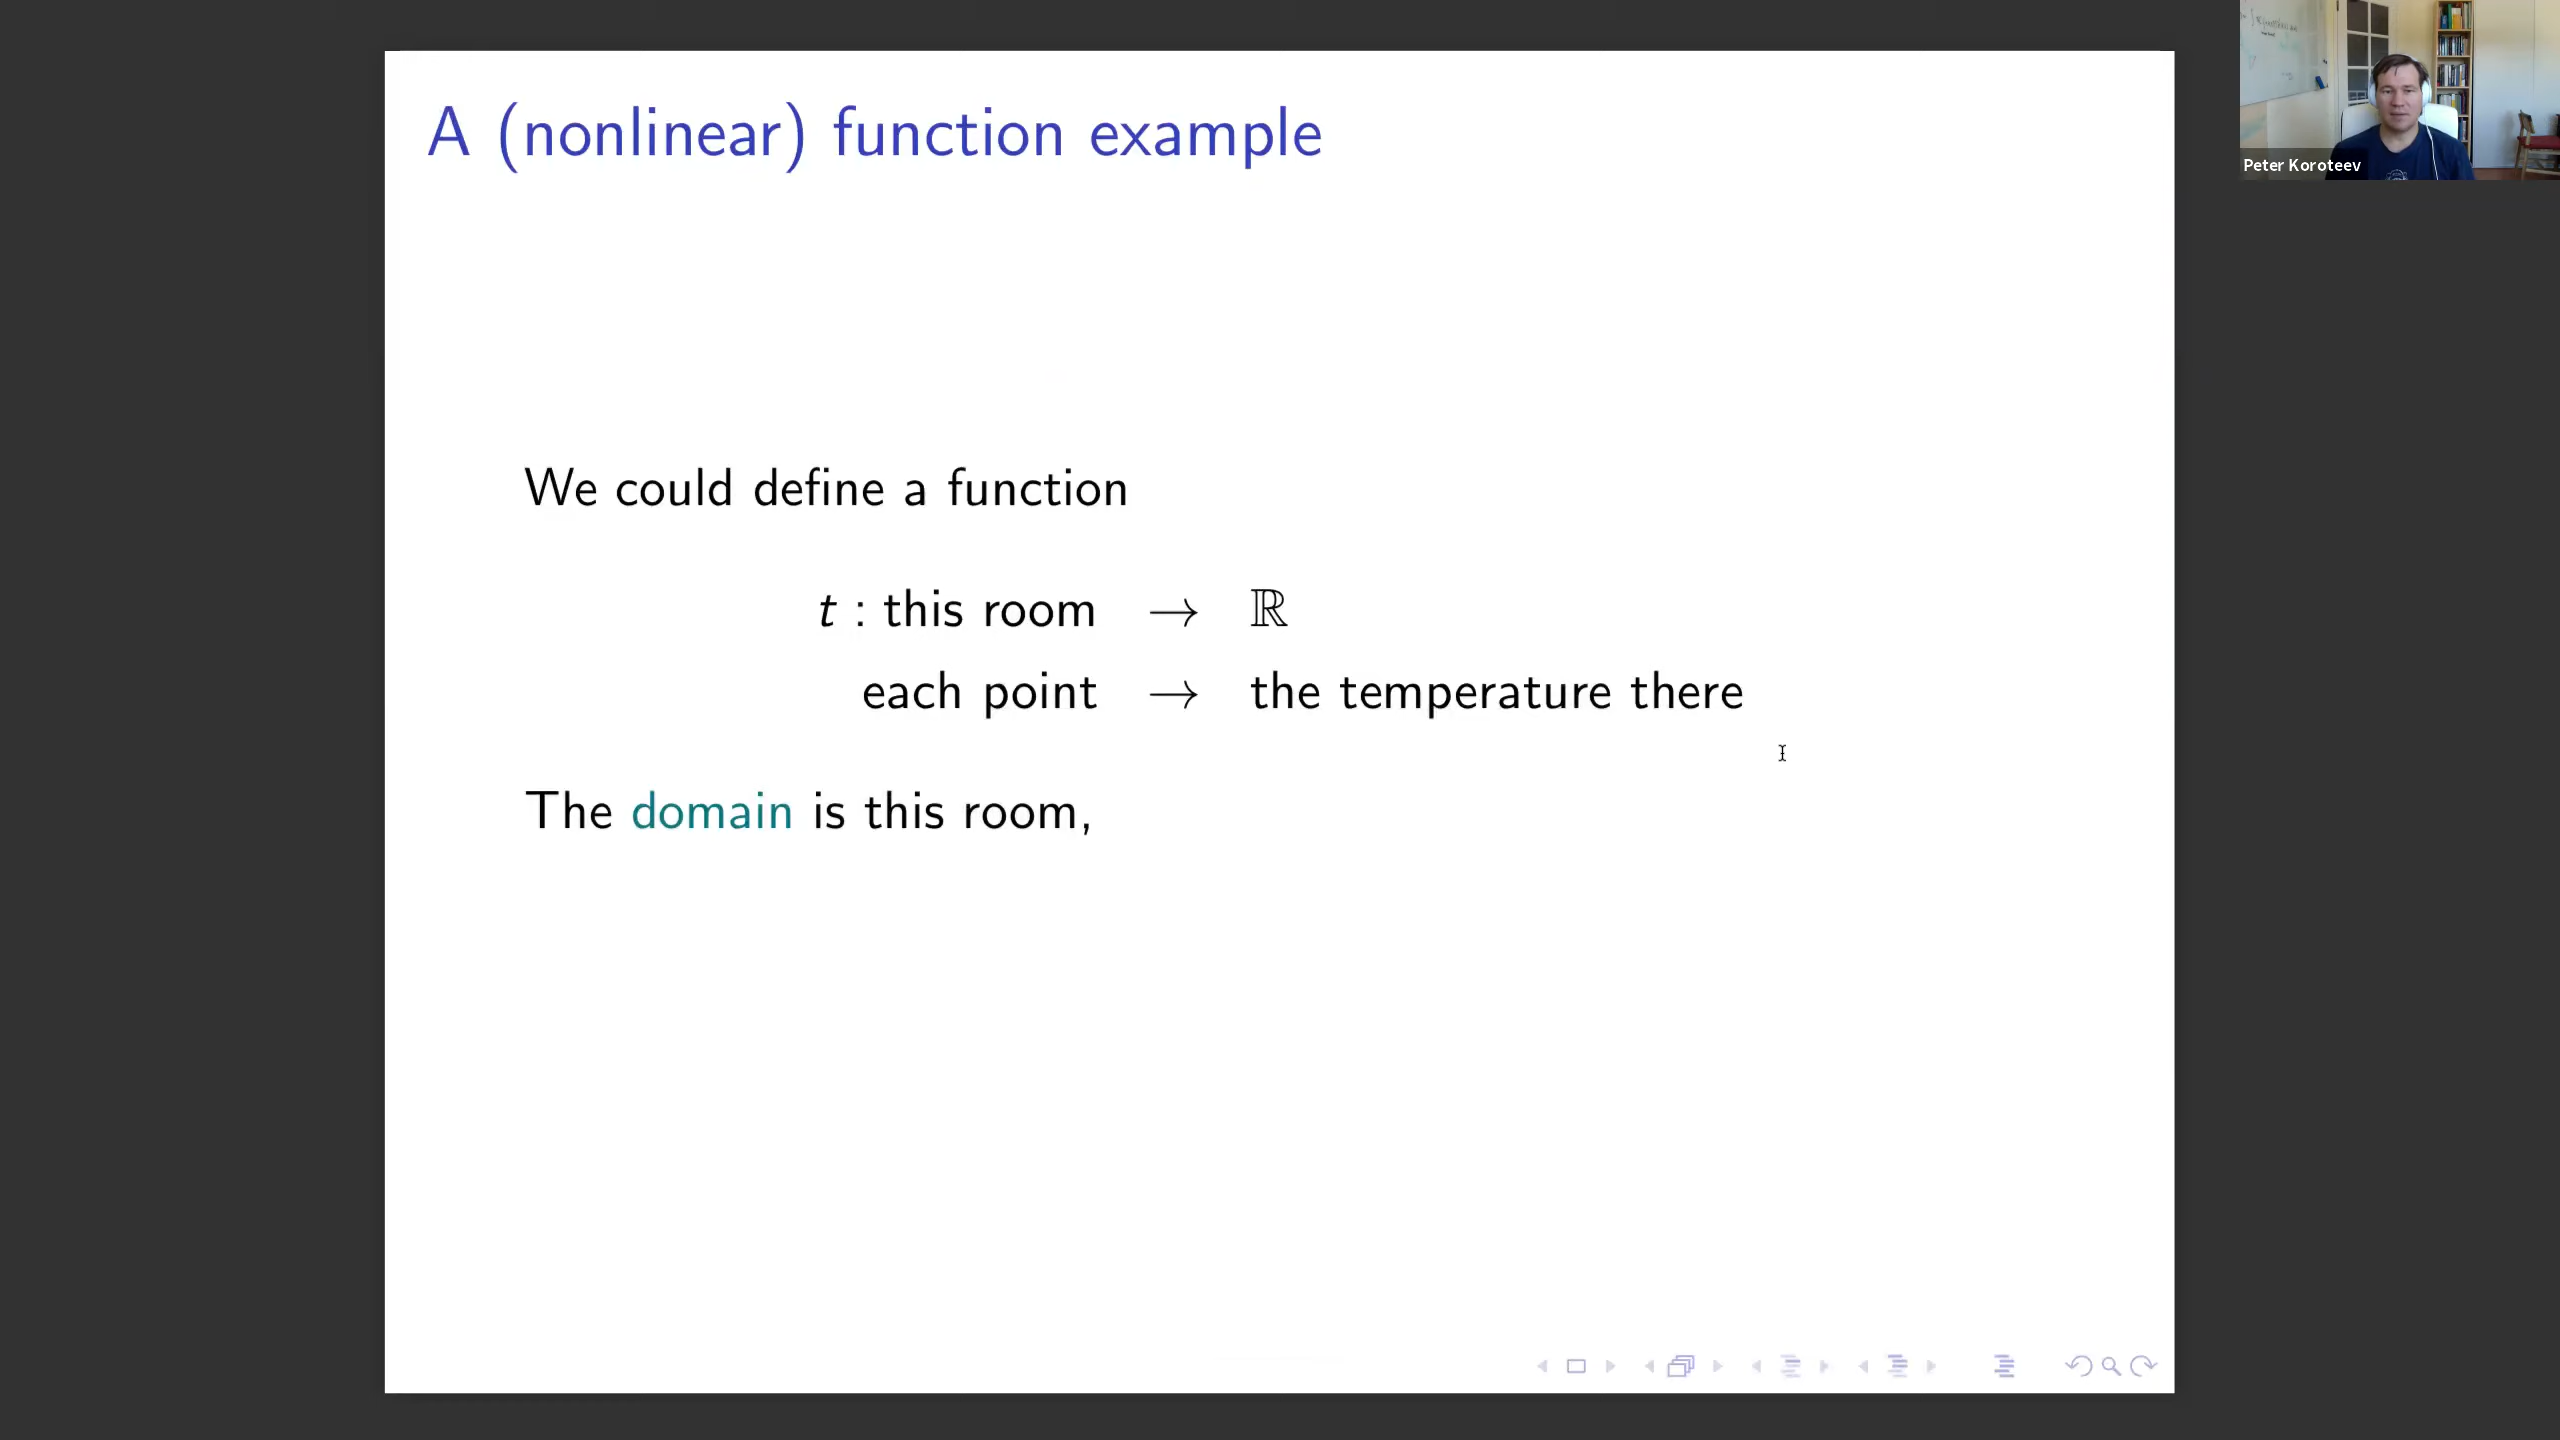 A (nonlinear) function example
Peter Koroteev
We could define a function
t : this room → ℝ
each point → the temperature there
The domain is this room,